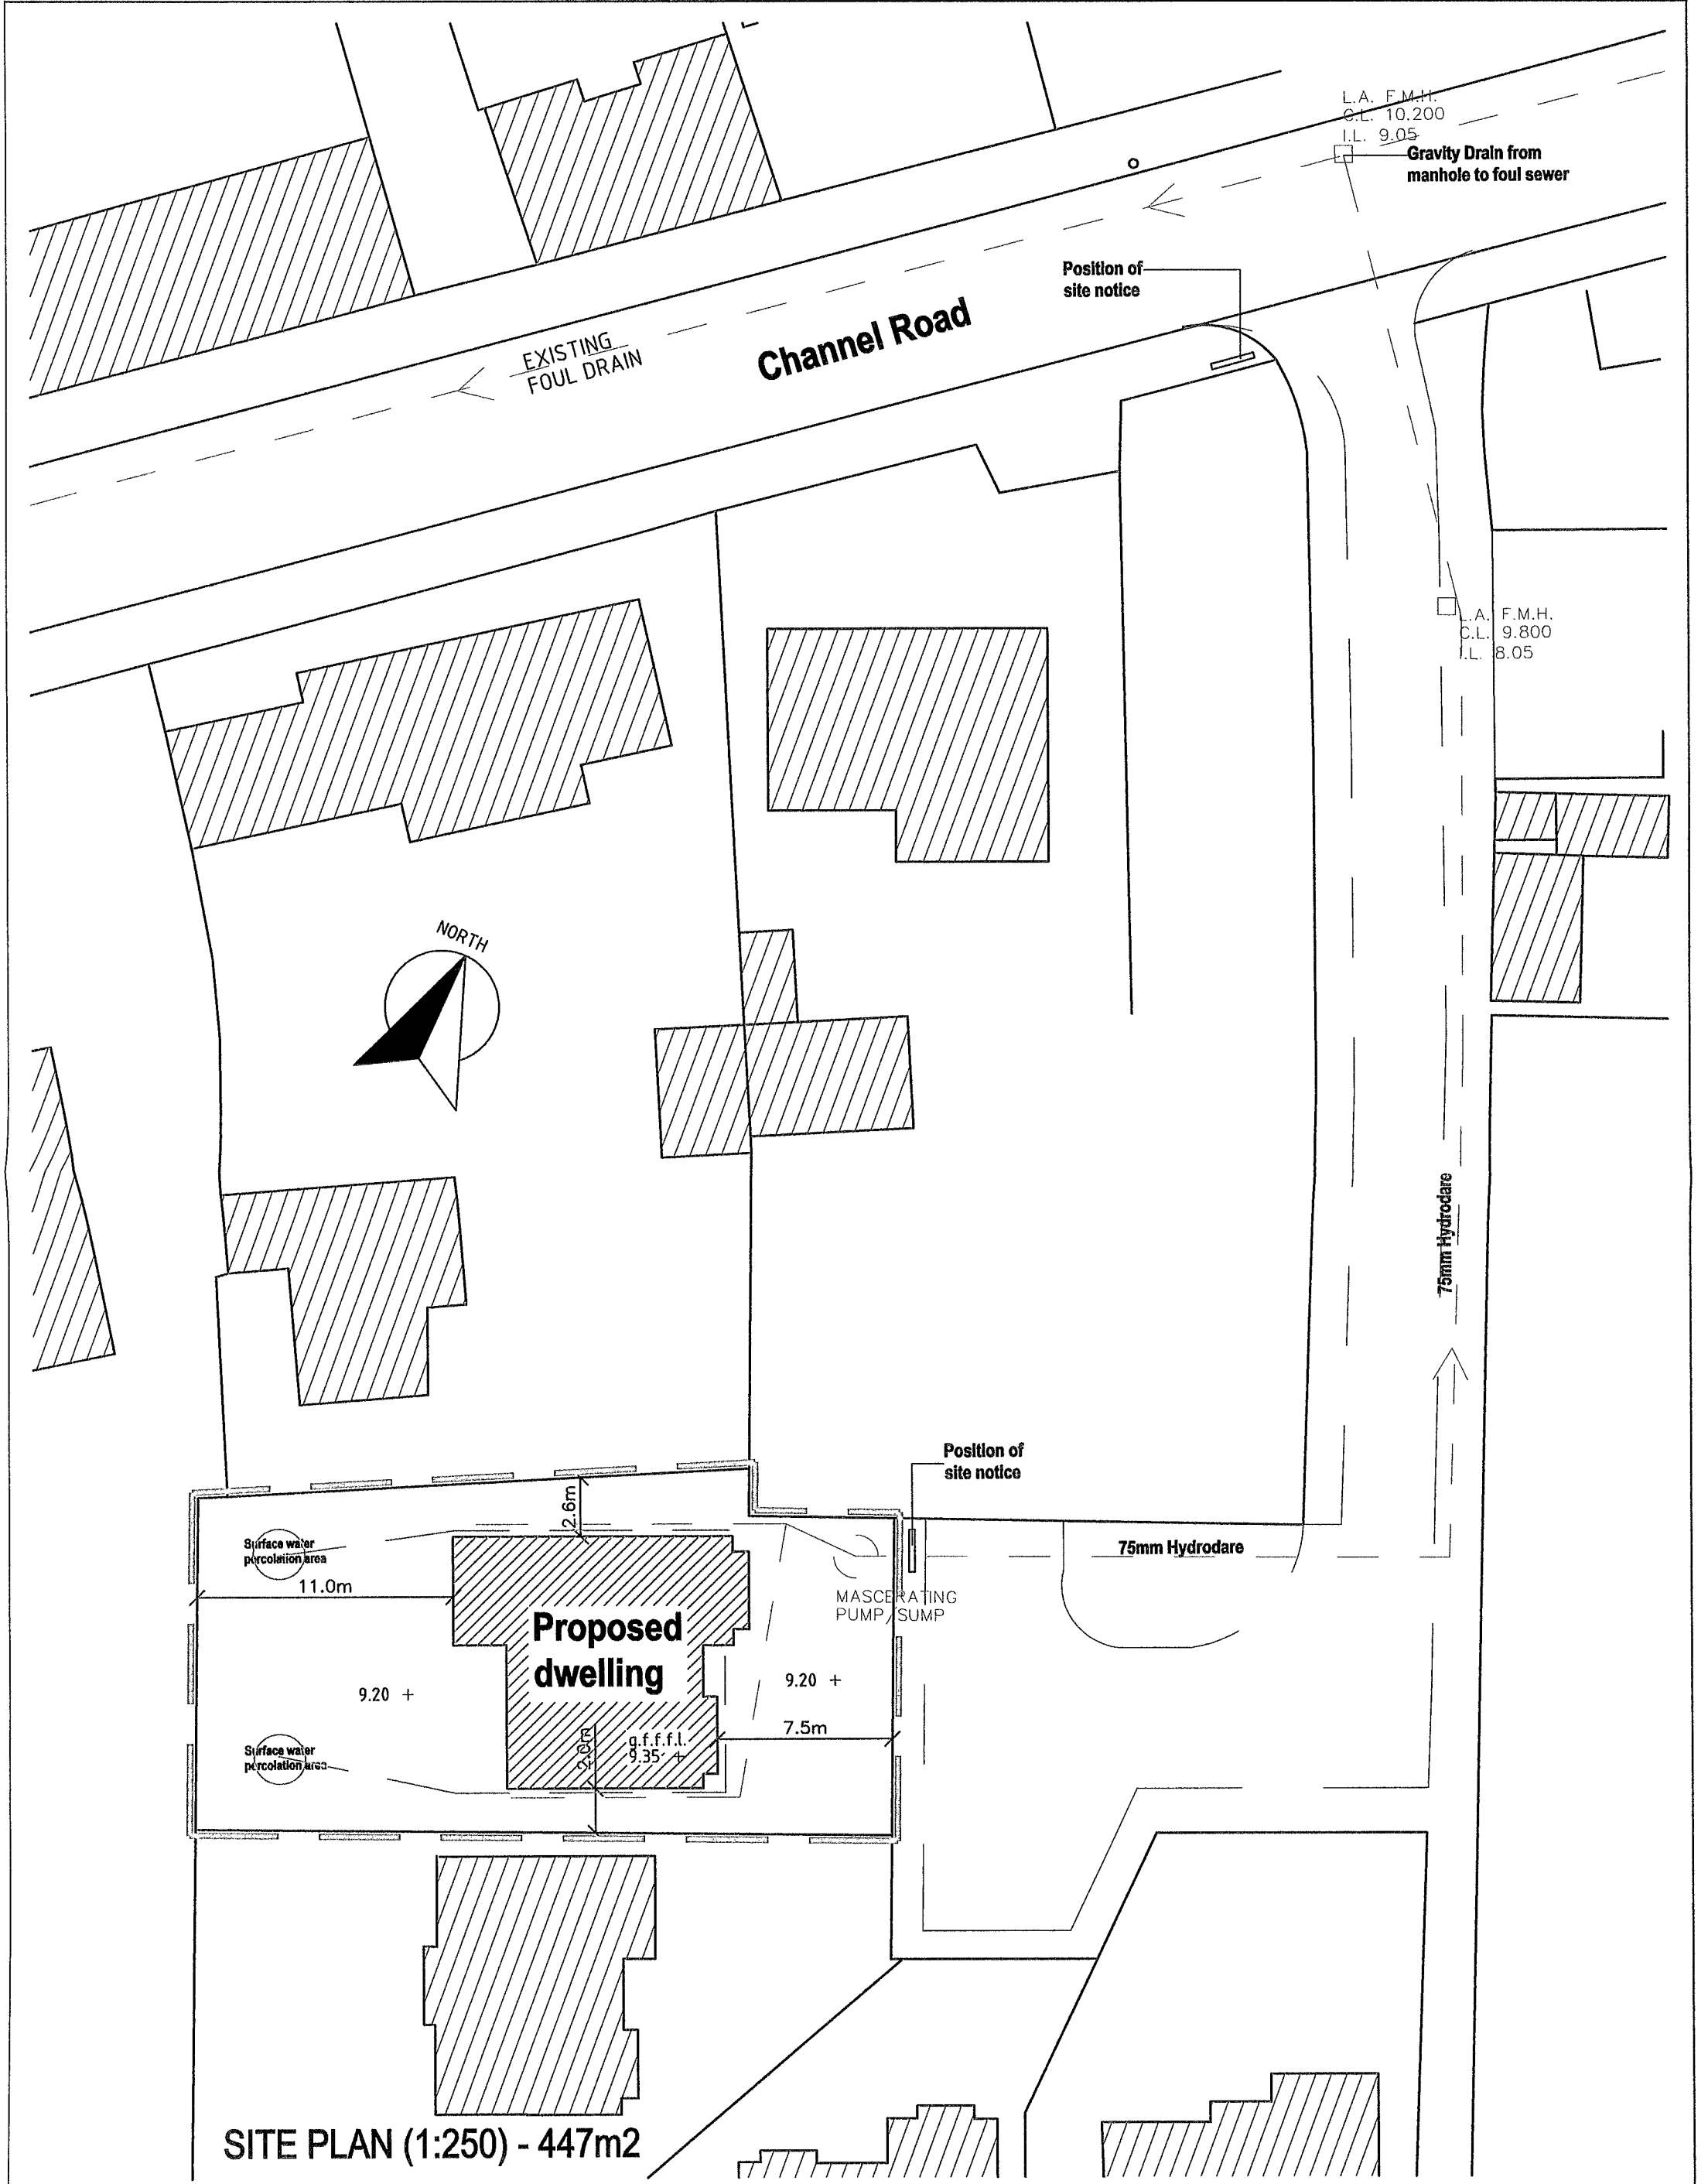 L.A. F.M.H.
C.L. 10.200
I.L. 9.05
Gravity Drain from
manhole to foul sewer
Position of
site notice
Channel Road
EXISTING
FOUL DRAIN
L.A. F.M.H.
C.L. 9.800
I.L. 8.05
NORTH
75mm Hydrodare
Position of
site notice
2.6m
Surface water
percolation area
75mm Hydrodare
11.0m
MASCERATING
PUMP/SUMP
Proposed
dwelling
9.20 +
9.20 +
7.5m
g.f.f.f.l.
9.35 +
2.0m
Surface water
percolation area
SITE PLAN (1:250) - 447m2